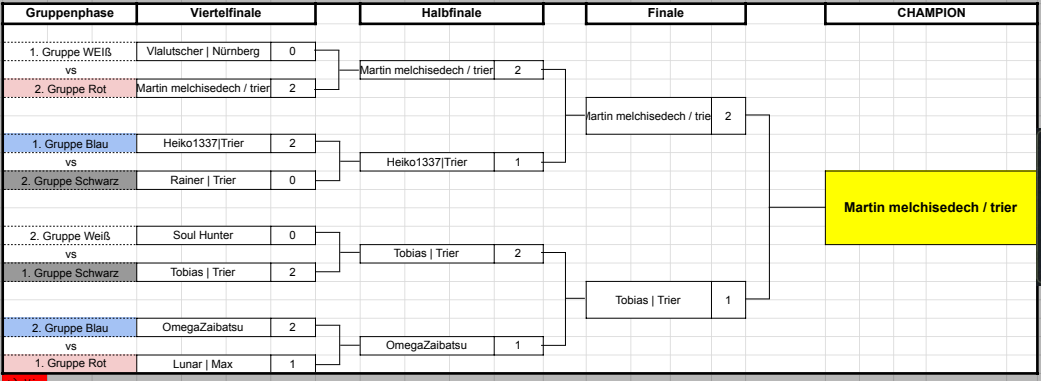 Gruppenphase Viertelfinale Halbfinale Finale CHAMPION
1. Gruppe WEIß Vlalutscher | Nürnberg 0
vs
2. Gruppe Rot Martin melchisedech / trier 2
Martin melchisedech / trier 2
Martin melchisedech / trie 2
1. Gruppe Blau Heiko1337|Trier 2
vs
2. Gruppe Schwarz Rainer | Trier 0
Heiko1337|Trier 1
Martin melchisedech / trier
2. Gruppe Weiß Soul Hunter 0
vs
1. Gruppe Schwarz Tobias | Trier 2
Tobias | Trier 2
Tobias | Trier 1
2. Gruppe Blau OmegaZaibatsu 2
vs
1. Gruppe Rot Lunar | Max 1
OmegaZaibatsu 1